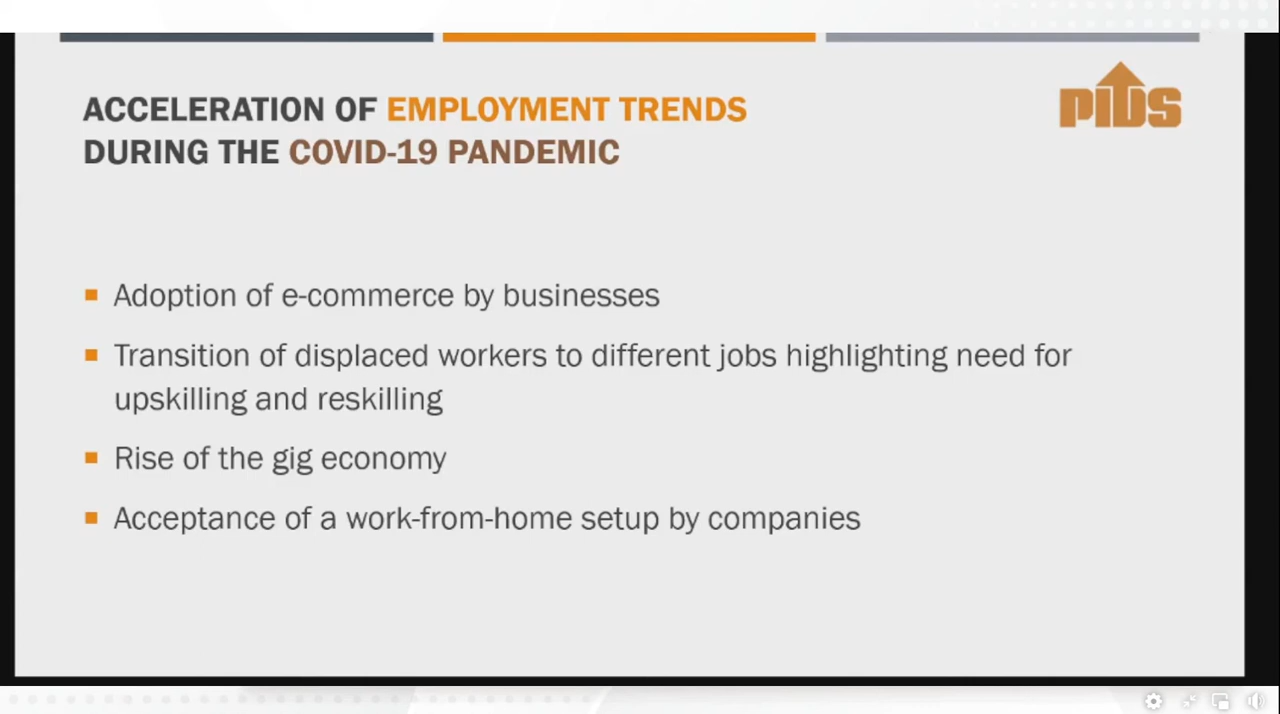 ACCELERATION OF EMPLOYMENT TRENDS
DURING THE COVID-19 PANDEMIC
PIDS
Adoption of e-commerce by businesses
Transition of displaced workers to different jobs highlighting need for
upskilling and reskilling
Rise of the gig economy
Acceptance of a work-from-home setup by companies